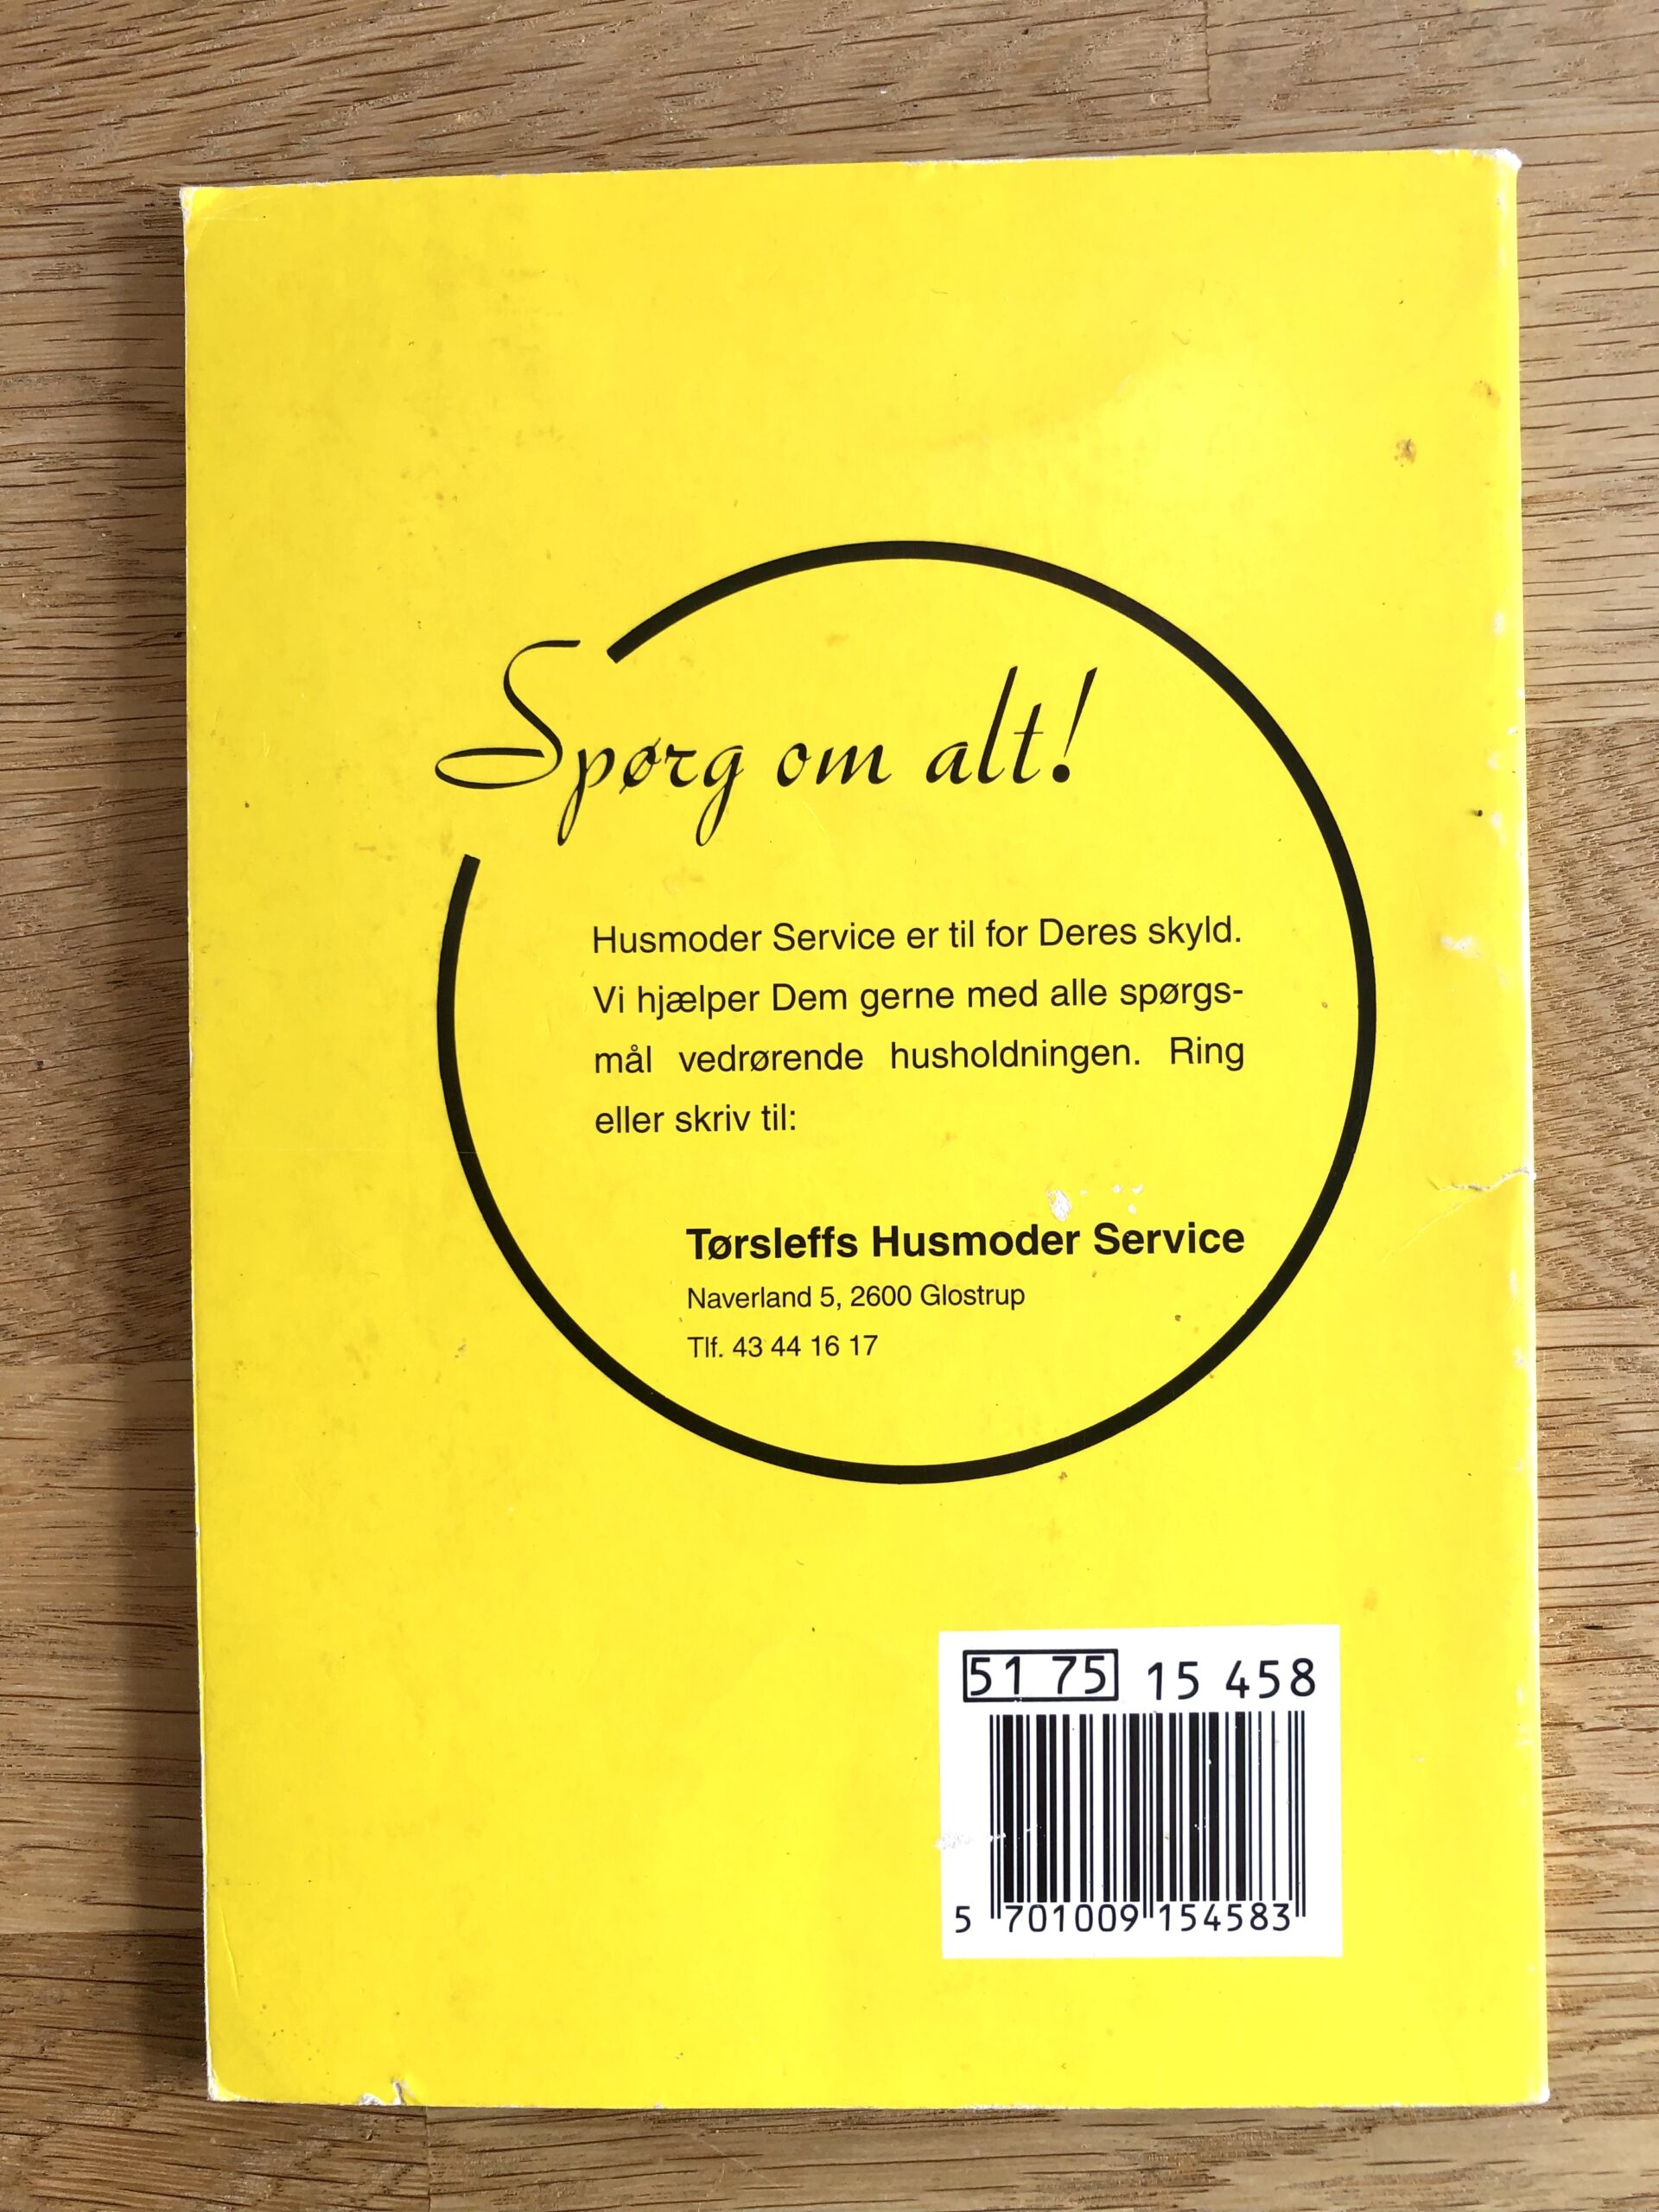 Spørg om alt!
Husmoder Service er til for Deres skyld.
Vi hjælper Dem gerne med alle spørgs-
mål vedrørende husholdningen. Ring
eller skriv til:
Tørsleffs Husmoder Service
Naverland 5, 2600 Glostrup
Tlf. 43 44 16 17
51 75 15 458
5 701009 154583